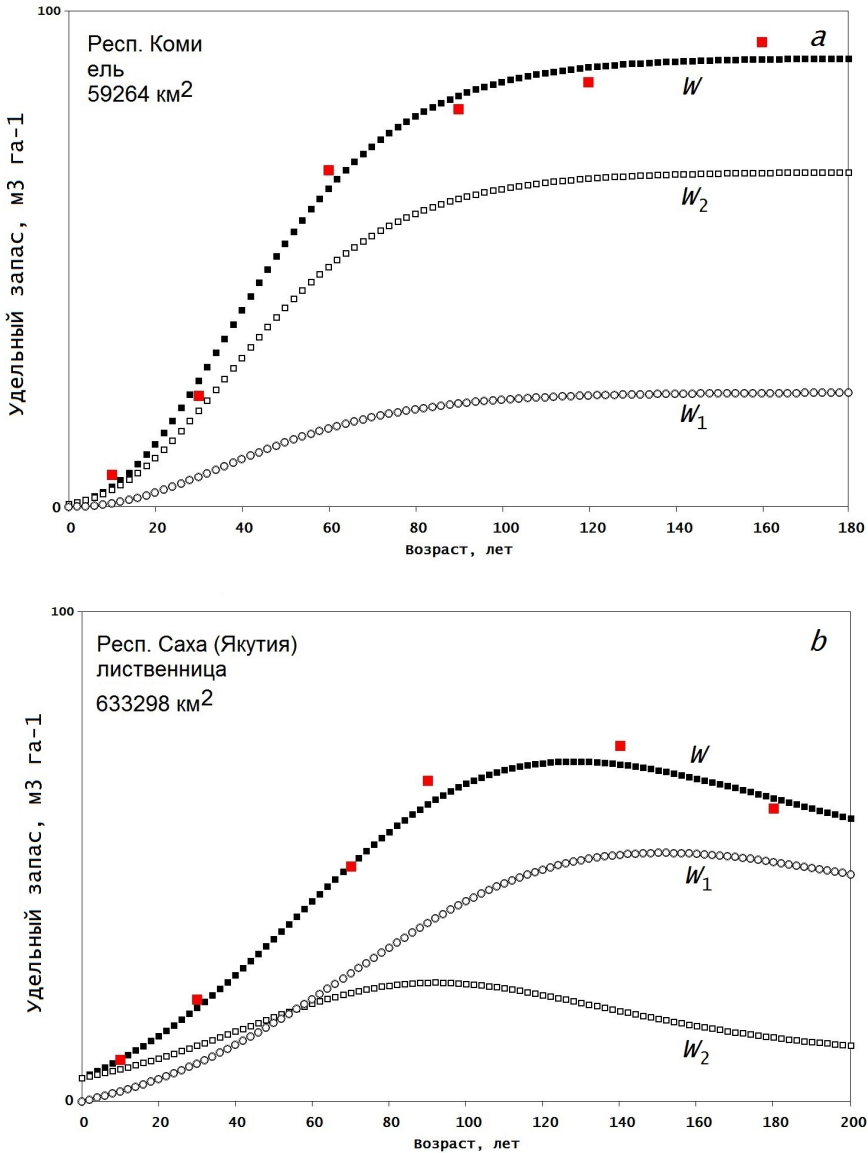 100
Респ. Коми
ель
59264 км2
a
W
W2
W1
Удельный запас, м3 га-1
0
0 20 40 60 80 100 120 140 160 180
Возраст, лет
100
Респ. Саха (Якутия)
лиственница
633298 км2
b
W
W1
W2
Удельный запас, м3 га-1
0
0 20 40 60 80 100 120 140 160 180 200
Возраст, лет